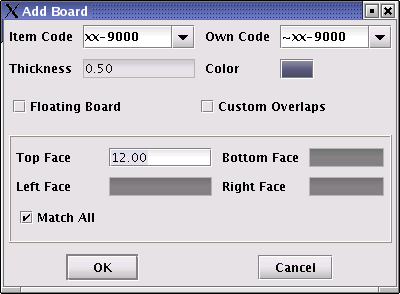 Add Board
Item Code xx-9000 Own Code ~xx-9000
Thickness 0.50 Color
Floating Board Custom Overlaps
Top Face 12.00 Bottom Face
Left Face Right Face
Match All
OK Cancel